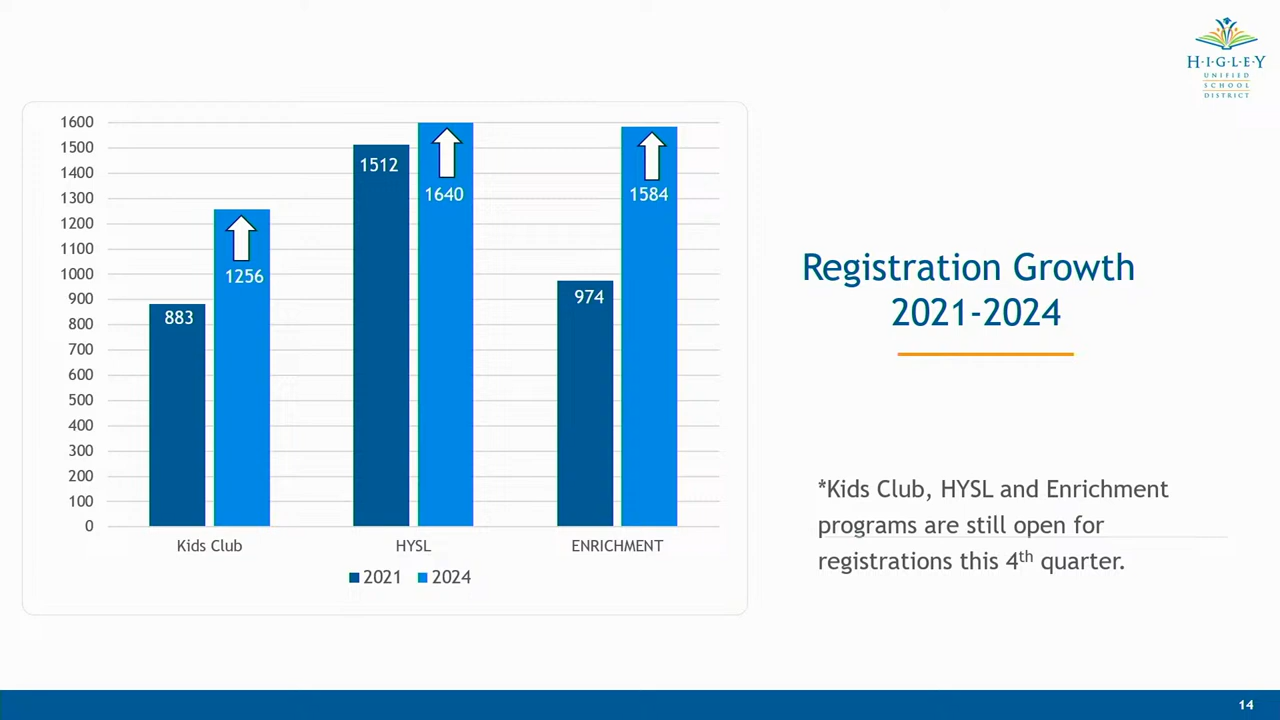 H·I·G·L·E·Y
UNIFIED
SCHOOL
DISTRICT
1600
1500
1400
1300
1200
1100
1000
900
800
700
600
500
400
300
200
100
0
883
1256
1512
1640
974
1584
Kids Club
HYSL
ENRICHMENT
2021
2024
Registration Growth
2021-2024
*Kids Club, HYSL and Enrichment
programs are still open for
registrations this 4th quarter.
14